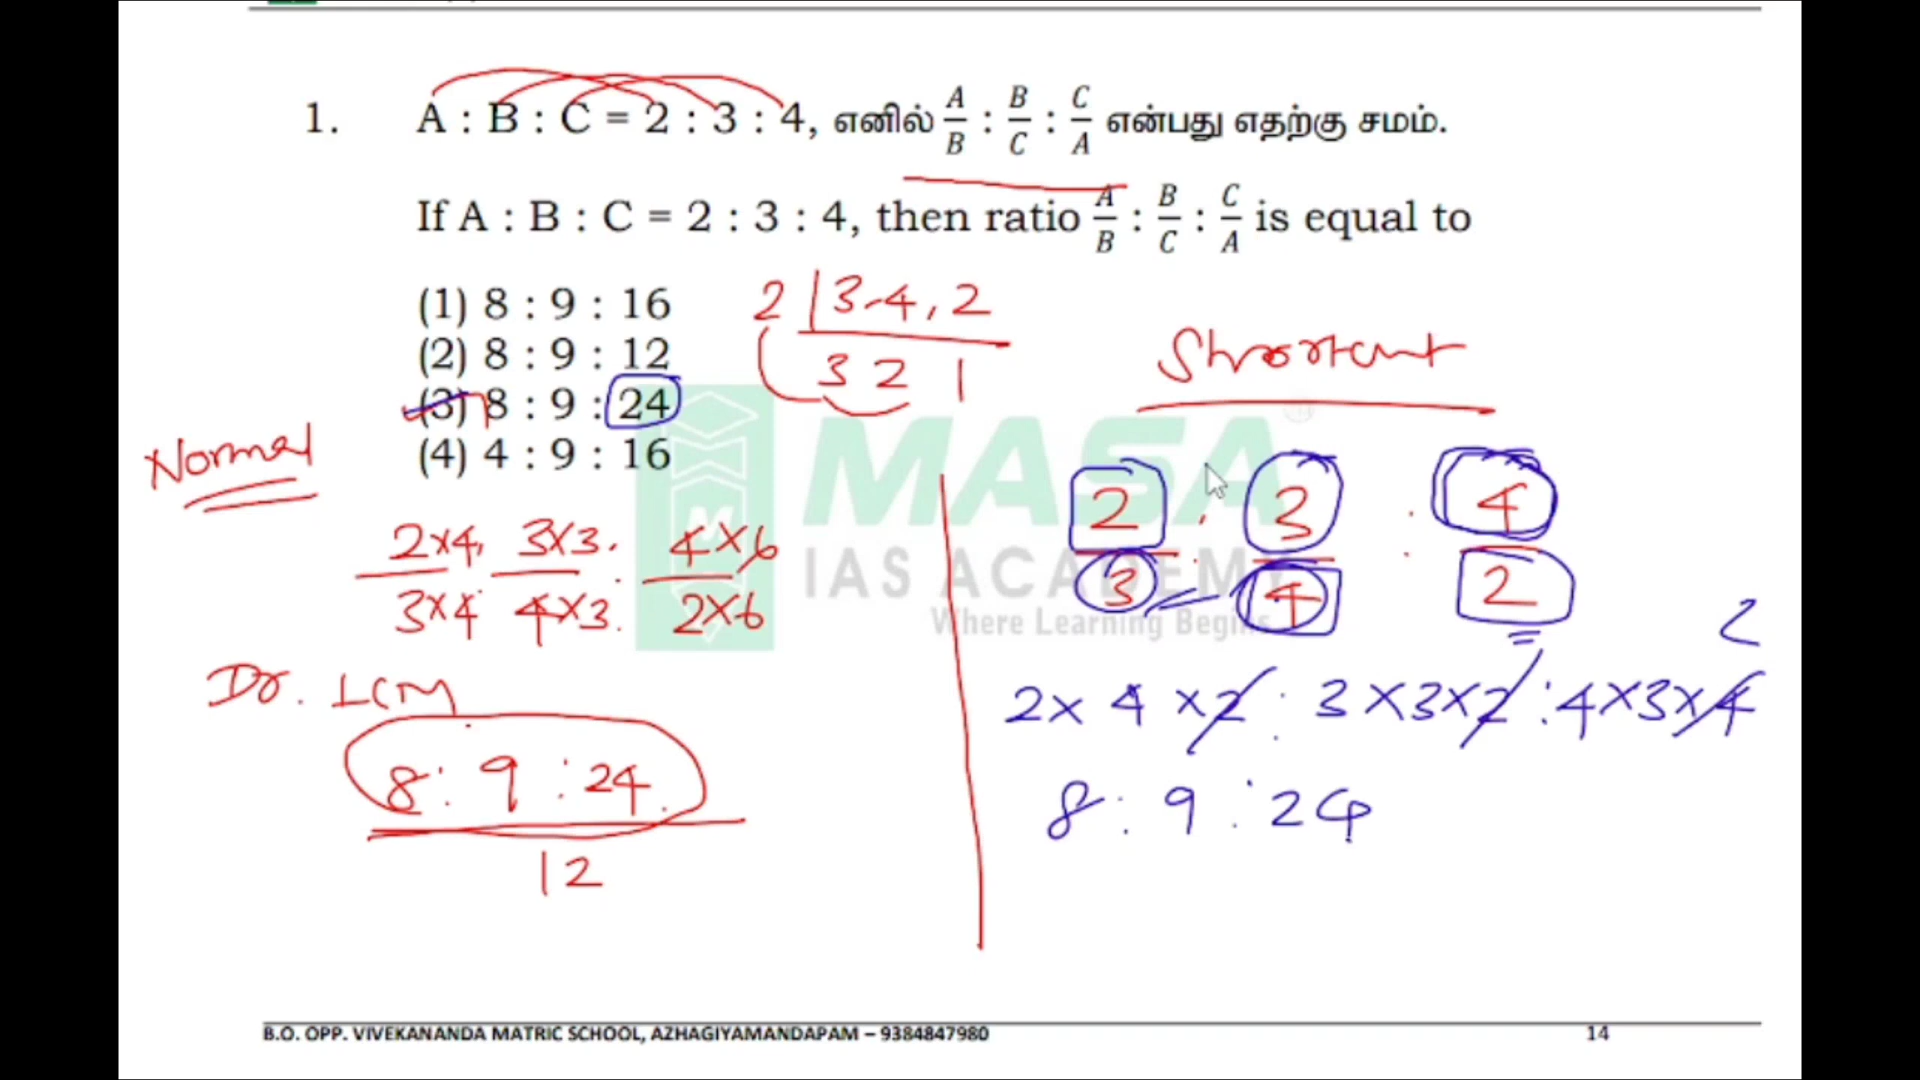 1. A : B : C = 2 : 3 : 4, எனில் A/B : B/C : C/A என்பது எதற்கு சமம்.
If A : B : C = 2 : 3 : 4, then ratio A/B : B/C : C/A is equal to
(1) 8 : 9 : 16
(2) 8 : 9 : 12
(3) 8 : 9 : 24
(4) 4 : 9 : 16
2 | 3, 4, 2
3 2 1
Normal
2×4/3×4 : 3×3/4×3 : 4×6/2×6
Dr. LCM
8 : 9 : 24
12
Shortcut
2/3 : 3/4 : 4/2
2
2 × 4 × 2 : 3 × 3 × 2 : 4 × 3 × 4
8 : 9 : 24
MASA
IAS ACADEMY
Where Learning Begins
B.O. OPP. VIVEKANANDA MATRIC SCHOOL, AZHAGIYAMANDAPAM – 9384847980
14